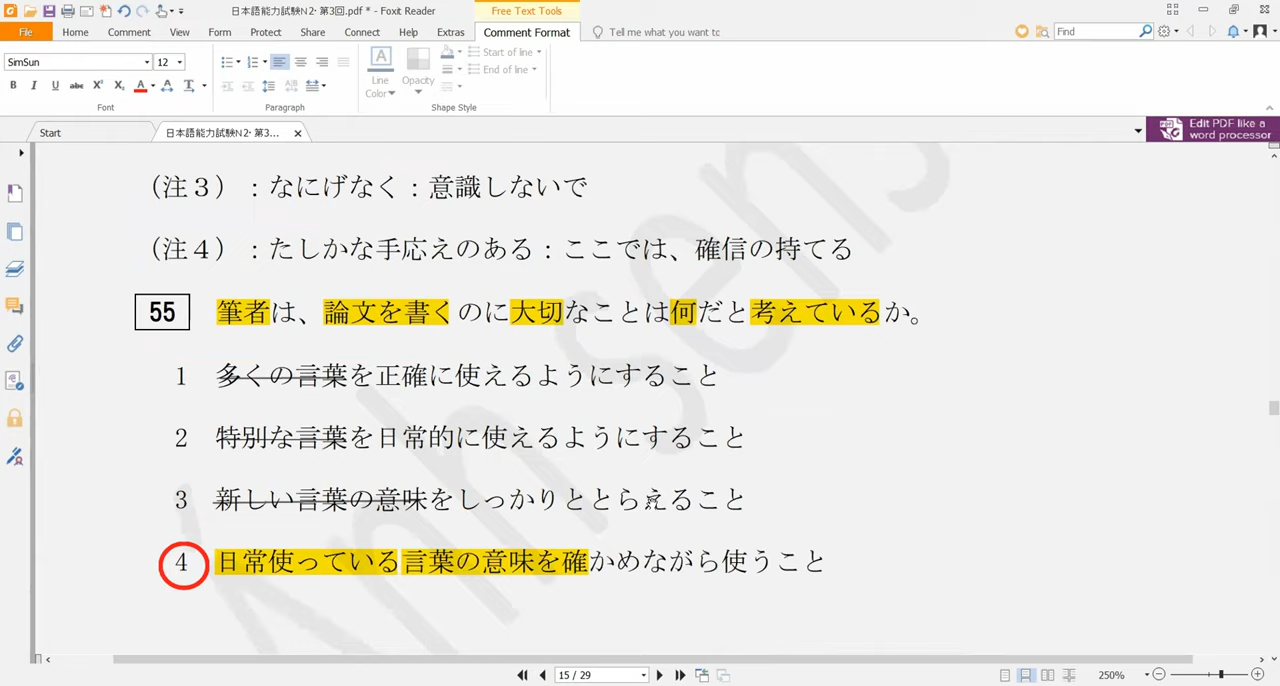 日本語能力試験N2· 第3回.pdf * - Foxit Reader
Free Text Tools
File Home Comment View Form Protect Share Connect Help Extras Comment Format Tell me what you want tc Find
SimSun 12
Line Color
Opacity
Start of line
End of line
B I U abc X² X₂ A A T
Font Paragraph Shape Style
Start 日本語能力試験N2· 第3...
Edit PDF like a
word processor
（注３）：なにげなく：意識しないで
（注４）：たしかな手応えのある：ここでは、確信の持てる
55 筆者は、論文を書くのに大切なことは何だと考えているか。
1 多くの言葉を正確に使えるようにすること
2 特別な言葉を日常的に使えるようにすること
3 新しい言葉の意味をしっかりととらえること
4 日常使っている言葉の意味を確かめながら使うこと
Anh sens
15 / 29 250%